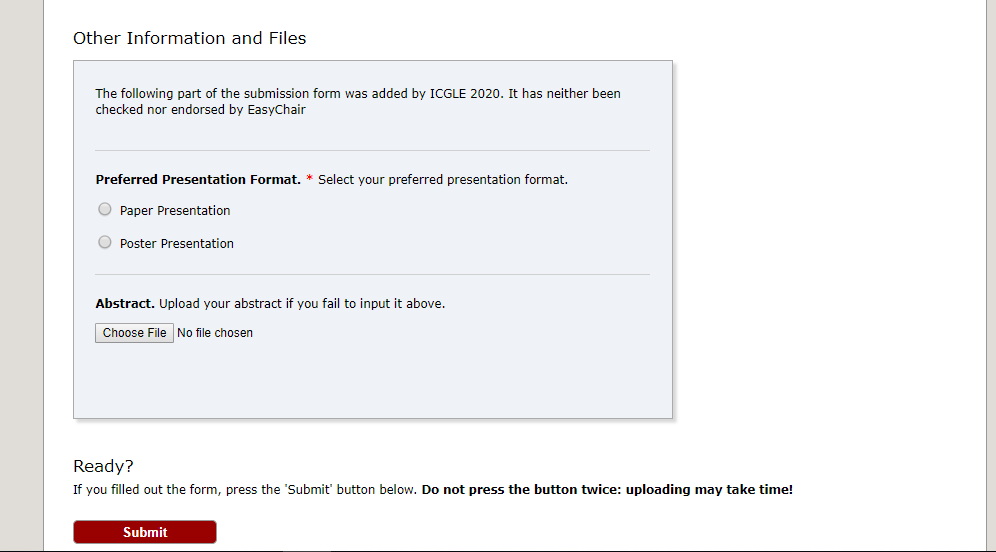 Other Information and Files
The following part of the submission form was added by ICGLE 2020. It has neither been
checked nor endorsed by EasyChair
Preferred Presentation Format. * Select your preferred presentation format.
Paper Presentation
Poster Presentation
Abstract. Upload your abstract if you fail to input it above.
Choose File No file chosen
Ready?
If you filled out the form, press the 'Submit' button below. Do not press the button twice: uploading may take time!
Submit